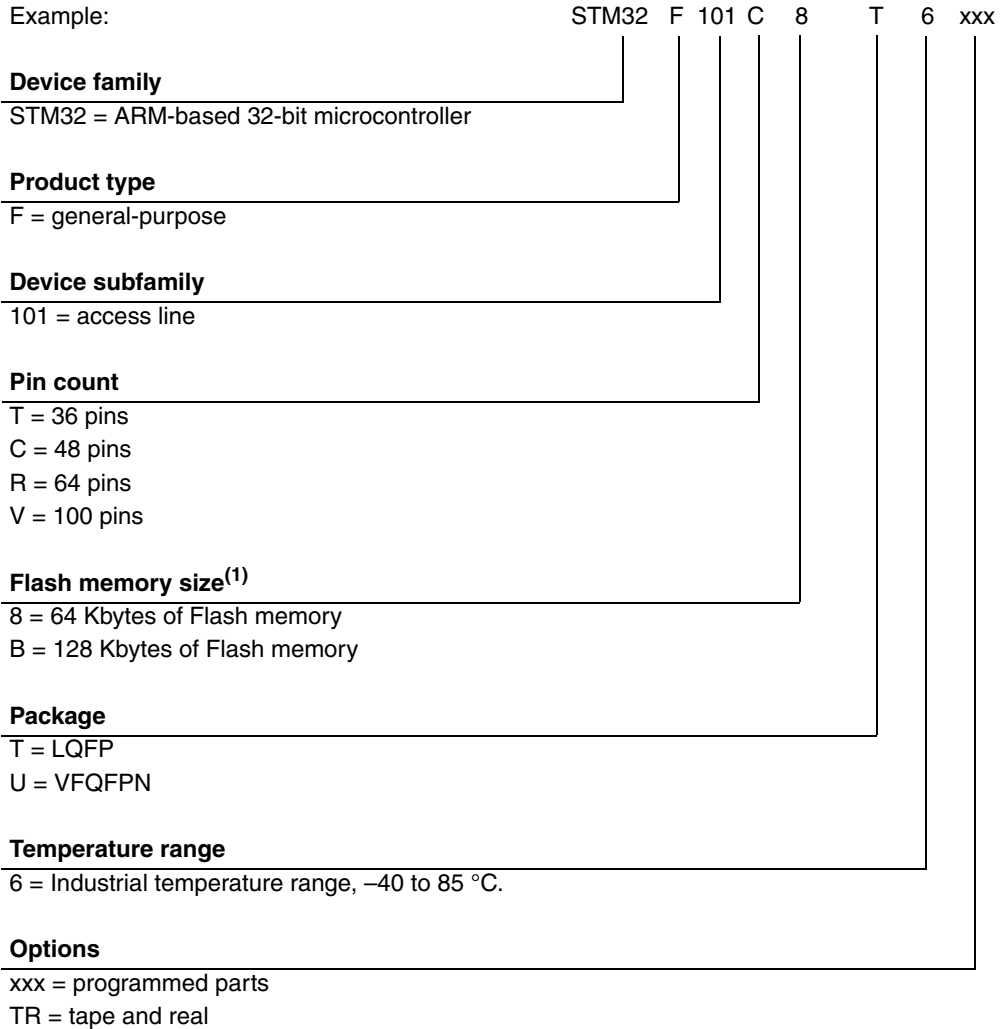 Example: STM32 F 101 C 8 T 6 xxx
Device family
STM32 = ARM-based 32-bit microcontroller
Product type
F = general-purpose
Device subfamily
101 = access line
Pin count
T = 36 pins
C = 48 pins
R = 64 pins
V = 100 pins
Flash memory size(1)
8 = 64 Kbytes of Flash memory
B = 128 Kbytes of Flash memory
Package
T = LQFP
U = VFQFPN
Temperature range
6 = Industrial temperature range, –40 to 85 °C.
Options
xxx = programmed parts
TR = tape and real